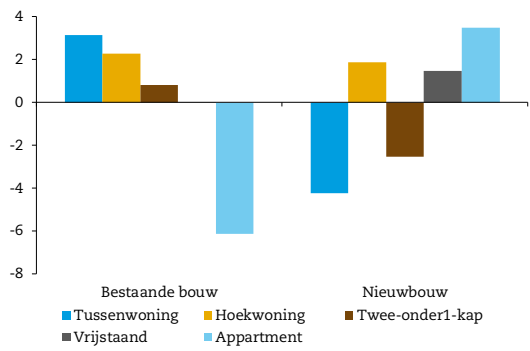 4
2
0
-2
-4
-6
-8
Bestaande bouw Nieuwbouw
Tussenwoning Hoekwoning Twee-onder1-kap
Vrijstaand Appartment